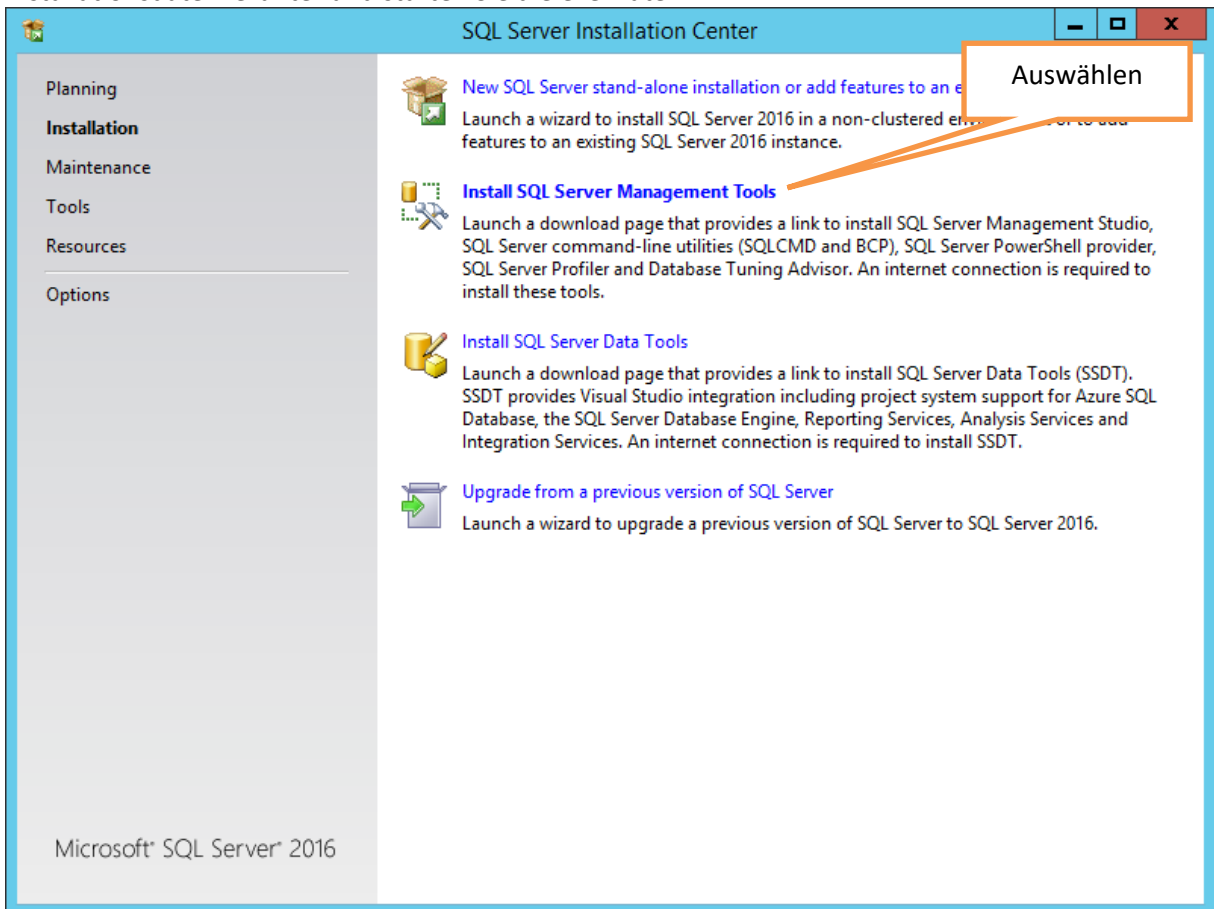 SQL Server Installation Center
Auswählen
Planning
Installation
Maintenance
Tools
Resources
Options
New SQL Server stand-alone installation or add features to an e
Launch a wizard to install SQL Server 2016 in a non-clustered
features to an existing SQL Server 2016 instance.
Install SQL Server Management Tools
Launch a download page that provides a link to install SQL Server Management Studio,
SQL Server command-line utilities (SQLCMD and BCP), SQL Server PowerShell provider,
SQL Server Profiler and Database Tuning Advisor. An internet connection is required to
install these tools.
Install SQL Server Data Tools
Launch a download page that provides a link to install SQL Server Data Tools (SSDT).
SSDT provides Visual Studio integration including project system support for Azure SQL
Database, the SQL Server Database Engine, Reporting Services, Analysis Services and
Integration Services. An internet connection is required to install SSDT.
Upgrade from a previous version of SQL Server
Launch a wizard to upgrade a previous version of SQL Server to SQL Server 2016.
Microsoft® SQL Server® 2016